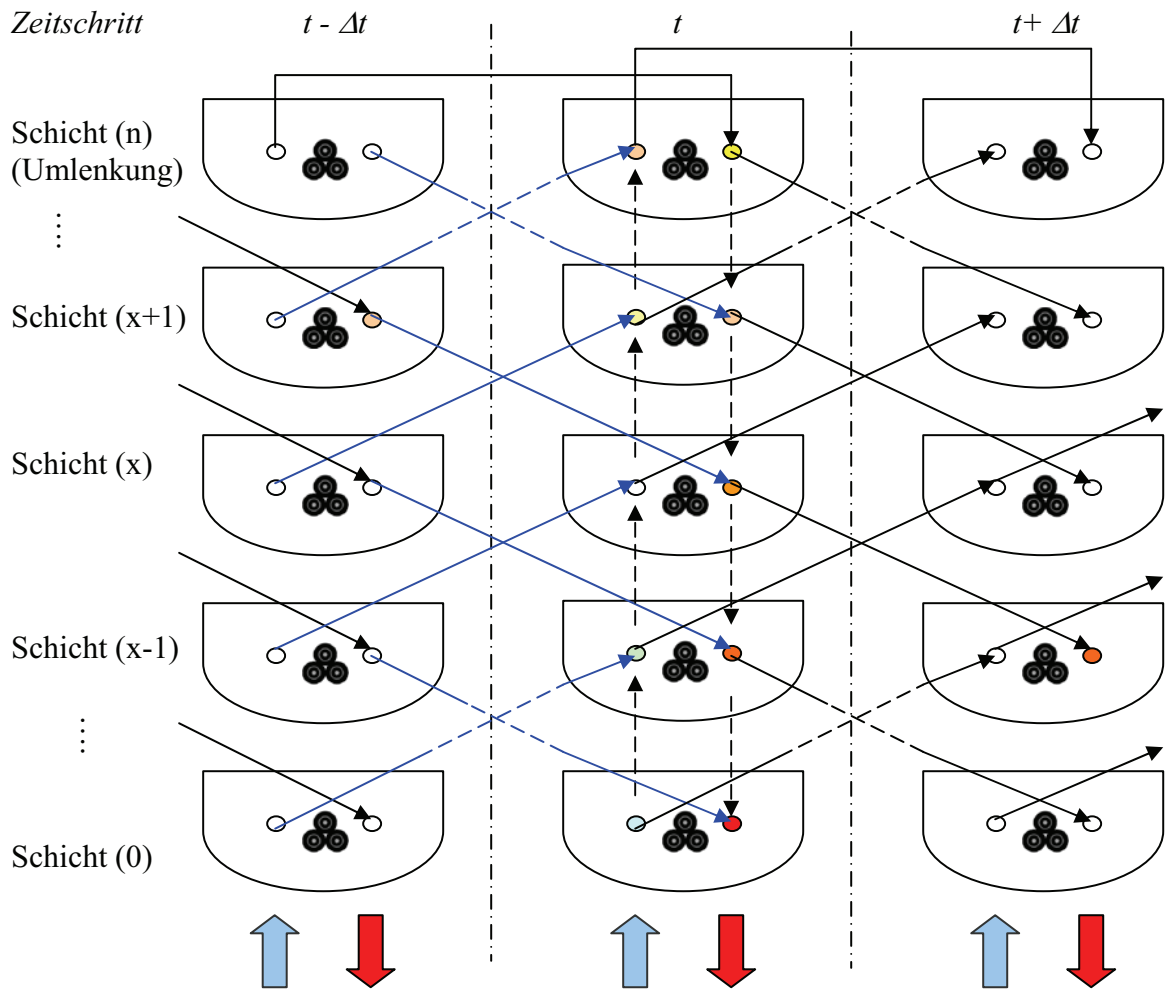 Zeitschritt t - Δt t t+ Δt
Schicht (n)
(Umlenkung)
Schicht (x+1)
Schicht (x)
Schicht (x-1)
Schicht (0)